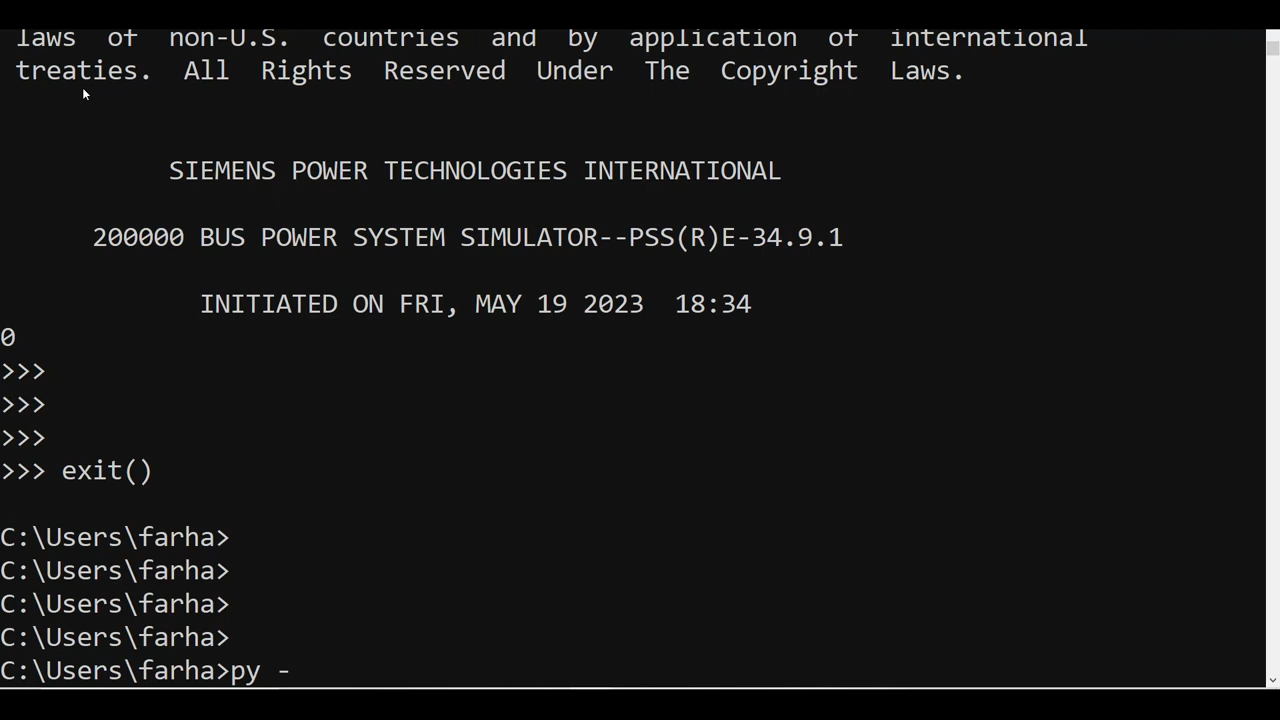 laws of non-U.S. countries and by application of international
treaties. All Rights Reserved Under The Copyright Laws.
SIEMENS POWER TECHNOLOGIES INTERNATIONAL
200000 BUS POWER SYSTEM SIMULATOR--PSS(R)E-34.9.1
INITIATED ON FRI, MAY 19 2023 18:34
0
>>>
>>>
>>>
>>> exit()
C:\Users\farha>
C:\Users\farha>
C:\Users\farha>
C:\Users\farha>
C:\Users\farha>py -